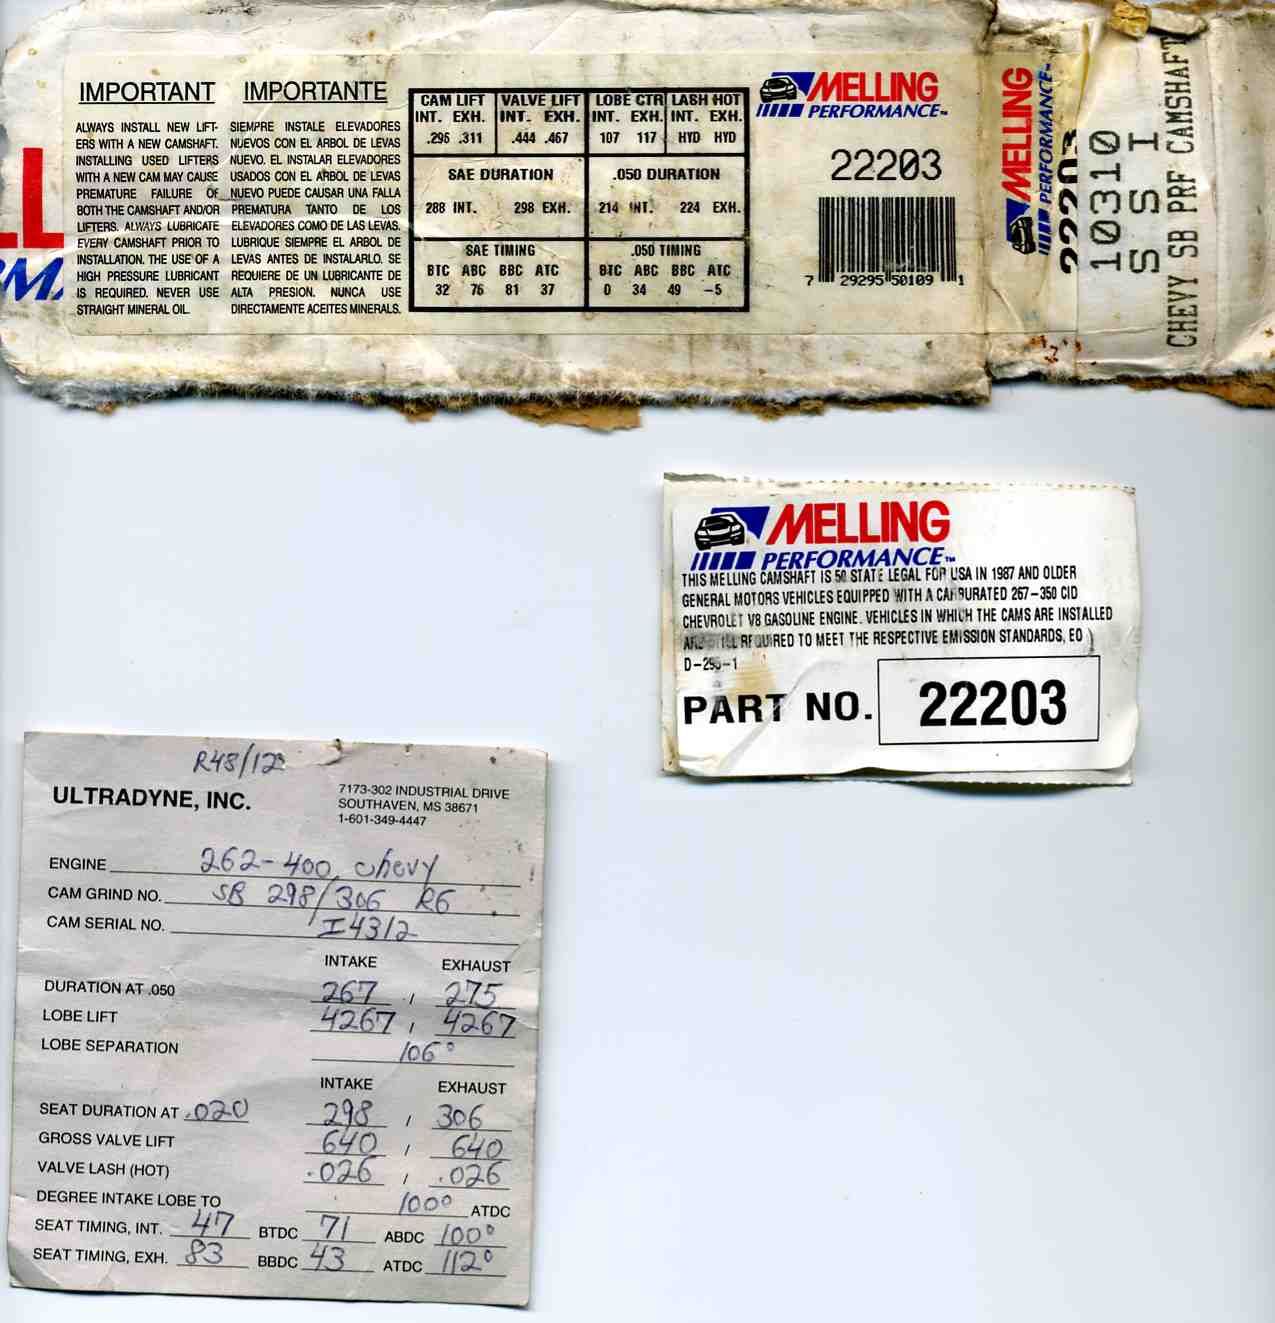 IMPORTANT
ALWAYS INSTALL NEW LIFT-
ERS WITH A NEW CAMSHAFT.
INSTALLING USED LIFTERS
WITH A NEW CAM MAY CAUSE
PREMATURE FAILURE OF
BOTH THE CAMSHAFT AND/OR
LIFTERS. ALWAYS LUBRICATE
EVERY CAMSHAFT PRIOR TO
INSTALLATION. THE USE OF A
HIGH PRESSURE LUBRICANT
IS REQUIRED. NEVER USE
STRAIGHT MINERAL OIL.
IMPORTANTE
SIEMPRE INSTALE ELEVADORES
NUEVOS CON EL ARBOL DE LEVAS
NUEVO. EL INSTALAR ELEVADORES
USADOS CON EL ARBOL DE LEVAS
NUEVO PUEDE CAUSAR UNA FALLA
PREMATURA TANTO DE LOS
ELEVADORES COMO DE LAS LEVAS.
LUBRIQUE SIEMPRE EL ARBOL DE
LEVAS ANTES DE INSTALARLO. SE
REQUIERE DE UN LUBRICANTE DE
ALTA PRESION. NUNCA USE
DIRECTAMENTE ACEITES MINERALS.
CAM LIFT VALVE LIFT LOBE CTR LASH HOT
INT. EXH. INT. EXH. INT. EXH. INT. EXH.
.296 .311 .444 .467 107 117 HYD HYD
SAE DURATION .050 DURATION
288 INT. 298 EXH. 214 INT. 224 EXH.
SAE TIMING .050 TIMING
BTC ABC BBC ATC BTC ABC BBC ATC
32 76 81 37 0 34 49 -5
MELLING
PERFORMANCE™
22203
7 29295 50109 1
MELLING
PERFORMANCE™
22203
10310
S S I
CHEVY SB PRF CAMSHAFT
MELLING
PERFORMANCE™
THIS MELLING CAMSHAFT IS 50 STATE LEGAL FOR USA IN 1987 AND OLDER
GENERAL MOTORS VEHICLES EQUIPPED WITH A CARBURATED 267-350 CID
CHEVROLET V8 GASOLINE ENGINE. VEHICLES IN WHICH THE CAMS ARE INSTALLED
ARE STILL REQUIRED TO MEET THE RESPECTIVE EMISSION STANDARDS, EO
PART NO. 22203
R48/12
ULTRADYNE, INC.
7173-302 INDUSTRIAL DRIVE
SOUTHAVEN, MS 38671
1-601-349-4447
ENGINE 262-400 chevy
CAM GRIND NO. SB 298/306 R6
CAM SERIAL NO. I4312
INTAKE EXHAUST
DURATION AT .050 267 / 275
LOBE LIFT 4267 / 4267
LOBE SEPARATION 106°
INTAKE EXHAUST
SEAT DURATION AT .020 298 / 306
GROSS VALVE LIFT 640 / 640
VALVE LASH (HOT) .026 / .026
DEGREE INTAKE LOBE TO 100° ATDC
SEAT TIMING, INT. 47 BTDC 71 ABDC 100°
SEAT TIMING, EXH. 83 BBDC 43 ATDC 112°